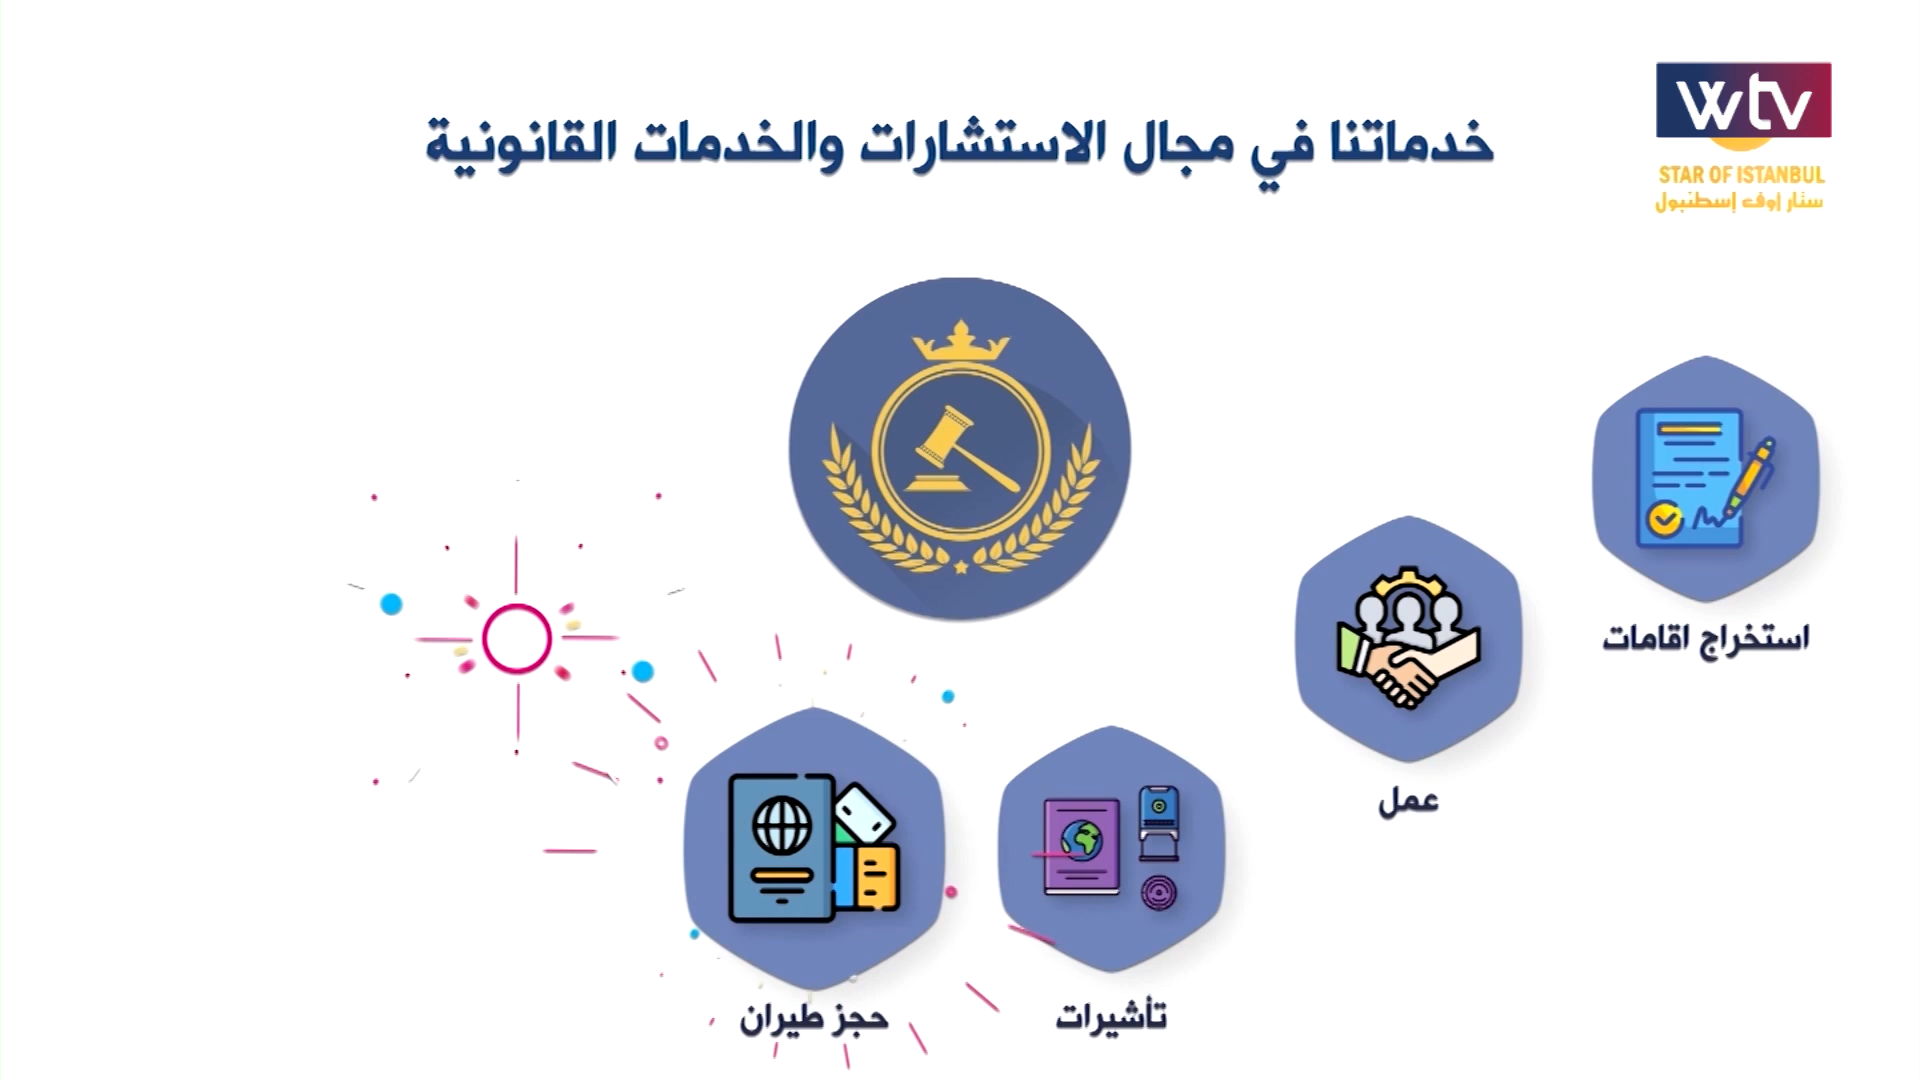 خدماتنا في مجال الاستشارات والخدمات القانونية
wtv
STAR OF ISTANBUL
ستار أوف إسطنبول
استخراج اقامات
عمل
تأشيرات
حجز طيران